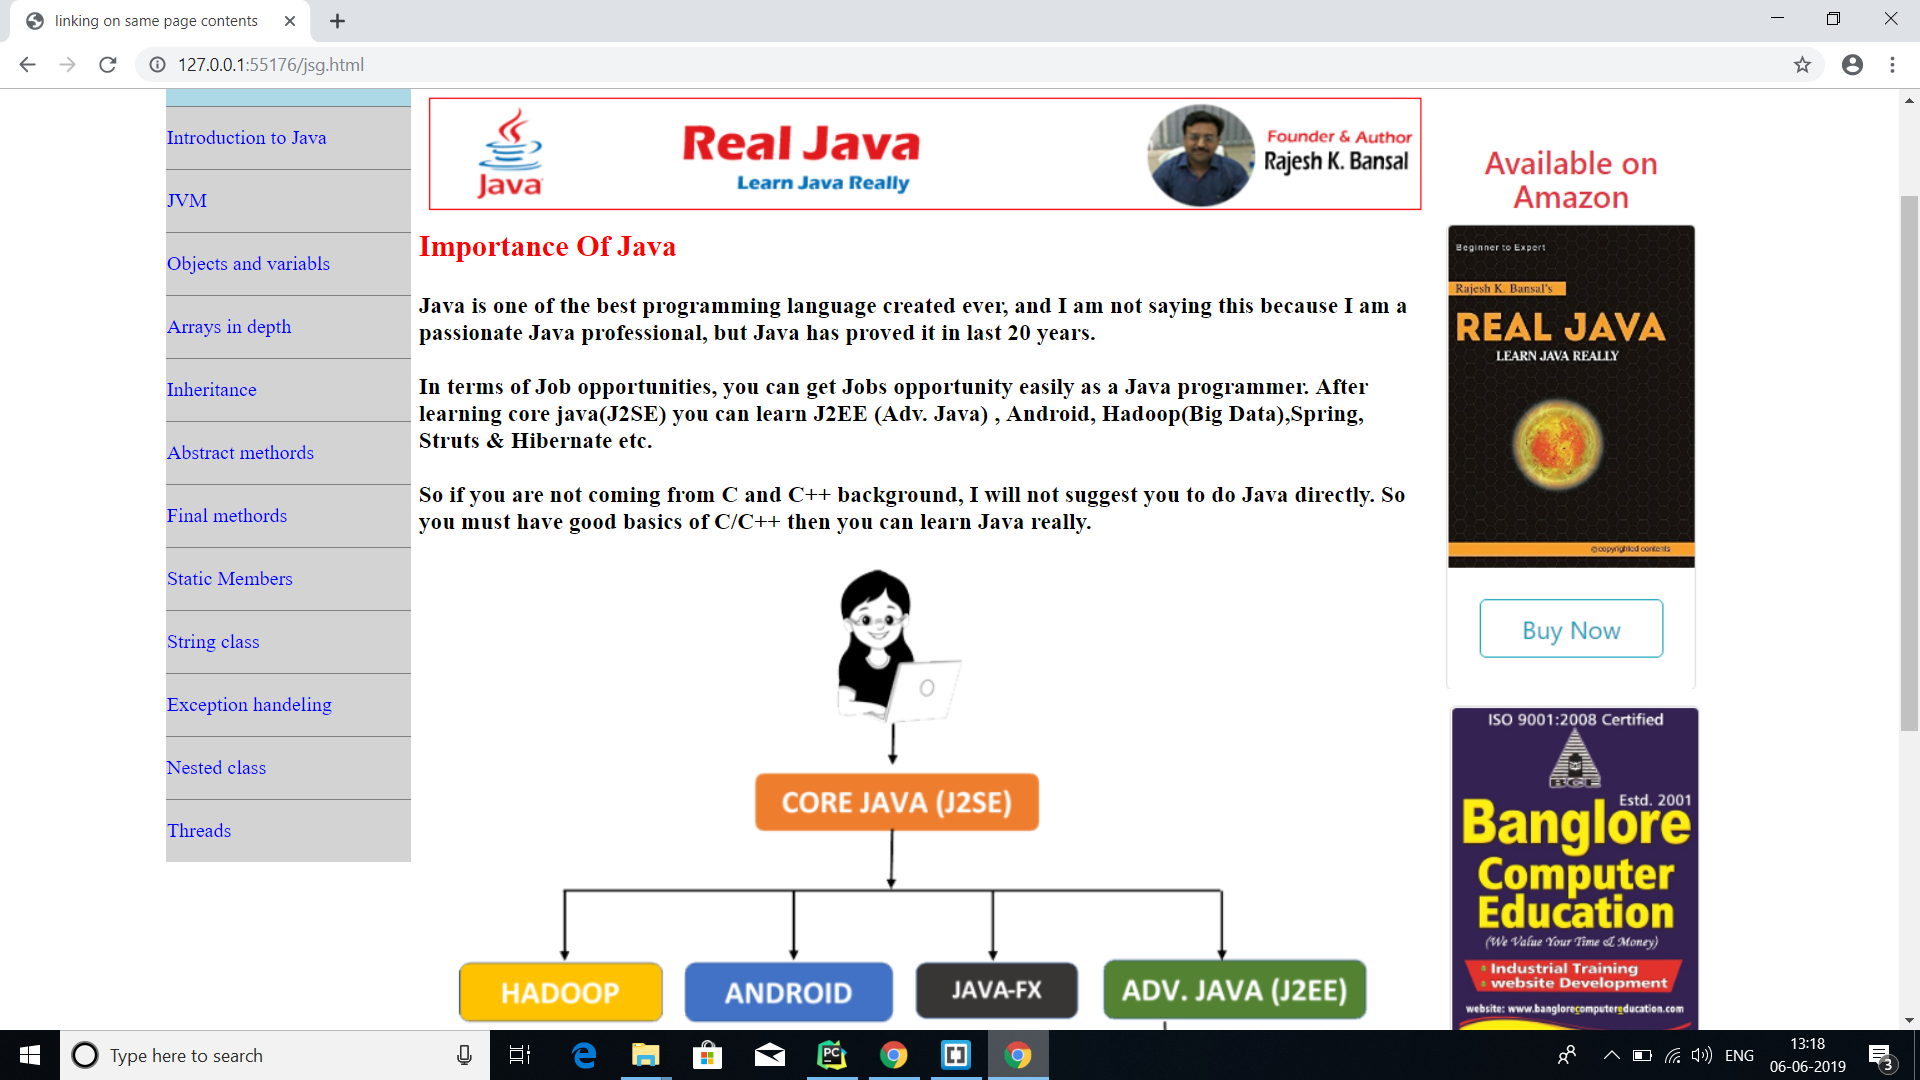 linking on same page contents
127.0.0.1:55176/jsg.html
Introduction to Java
JVM
Objects and variabls
Arrays in depth
Inheritance
Abstract methords
Final methords
Static Members
String class
Exception handeling
Nested class
Threads
Java
Real Java
Learn Java Really
Founder & Author
Rajesh K. Bansal
Importance Of Java
Java is one of the best programming language created ever, and I am not saying this because I am a
passionate Java professional, but Java has proved it in last 20 years.
In terms of Job opportunities, you can get Jobs opportunity easily as a Java programmer. After
learning core java(J2SE) you can learn J2EE (Adv. Java) , Android, Hadoop(Big Data),Spring,
Struts & Hibernate etc.
So if you are not coming from C and C++ background, I will not suggest you to do Java directly. So
you must have good basics of C/C++ then you can learn Java really.
CORE JAVA (J2SE)
HADOOP
ANDROID
JAVA-FX
ADV. JAVA (J2EE)
Available on
Amazon
Beginner to Expert
Rajesh K. Bansal's
REAL JAVA
LEARN JAVA REALLY
©copyrighted contents
Buy Now
ISO 9001:2008 Certified
BCE
Estd. 2001
Banglore
Computer
Education
(We Value Your Time & Money)
Industrial Training
website Development
website: www.banglorecomputereducation.com
Type here to search
PC
ENG
13:18
06-06-2019
3